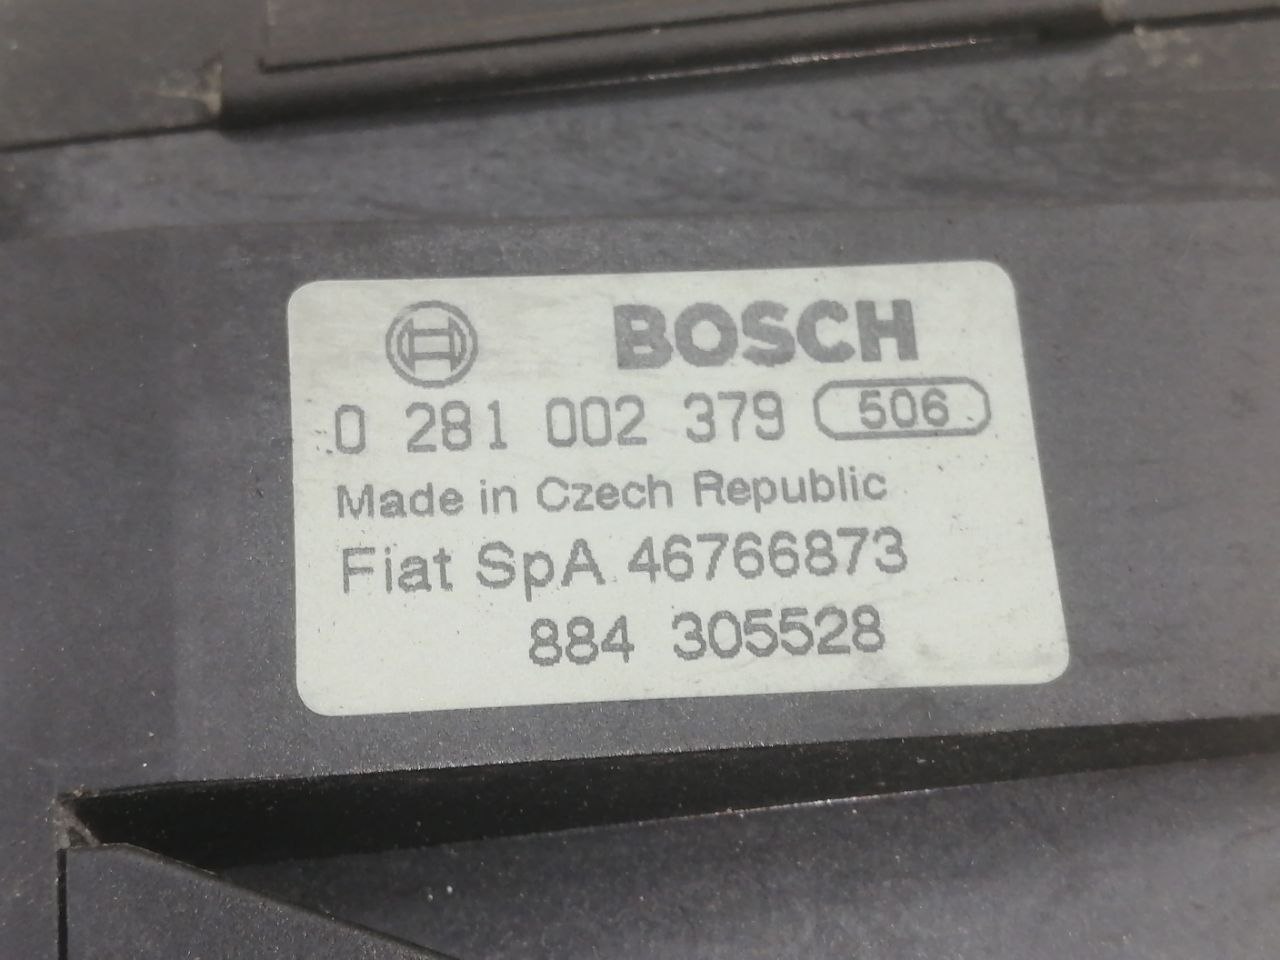 BOSCH
0 281 002 379 506
Made in Czech Republic
Fiat SpA 46766873
884 305528